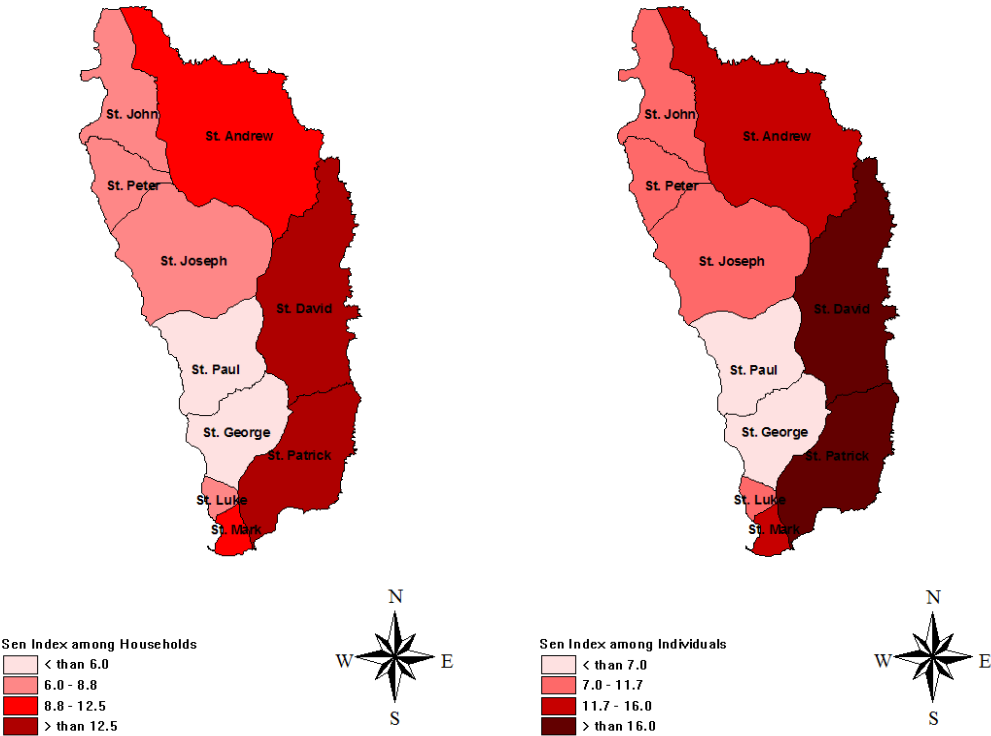 St. John
St. Andrew
St. Peter
St. Joseph
St. David
St. Paul
St. George
St. Patrick
St. Luke
St. Mark
N
W E
S
Sen Index among Households
< than 6.0
6.0 - 8.8
8.8 - 12.5
> than 12.5
St. John
St. Andrew
St. Peter
St. Joseph
St. David
St. Paul
St. George
St. Patrick
St. Luke
St. Mark
N
W E
S
Sen Index among Individuals
< than 7.0
7.0 - 11.7
11.7 - 16.0
> than 16.0